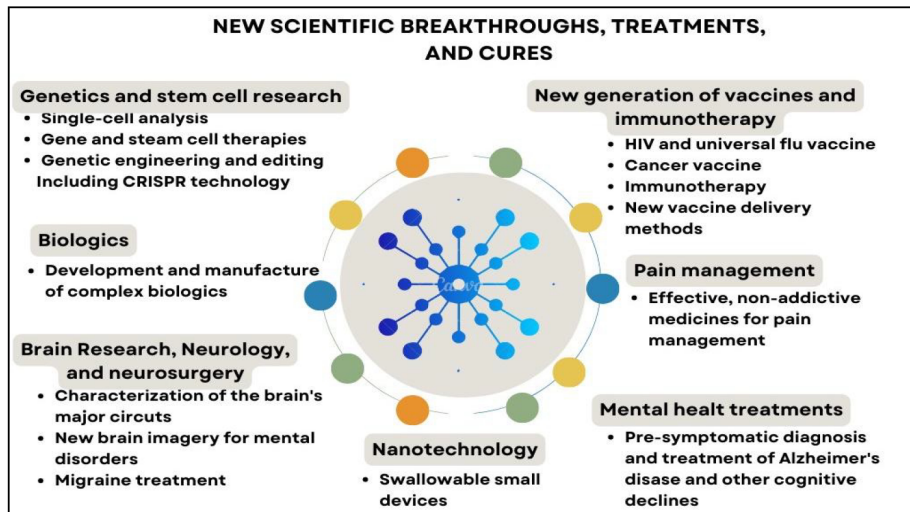 NEW SCIENTIFIC BREAKTHROUGHS, TREATMENTS,
AND CURES
Genetics and stem cell research
• Single-cell analysis
• Gene and steam cell therapies
• Genetic engineering and editing
Including CRISPR technology
Biologics
• Development and manufacture
of complex biologics
Brain Research, Neurology,
and neurosurgery
• Characterization of the brain's
major circuts
• New brain imagery for mental
disorders
• Migraine treatment
Canva
Nanotechnology
• Swallowable small
devices
New generation of vaccines and
immunotherapy
• HIV and universal flu vaccine
• Cancer vaccine
• Immunotherapy
• New vaccine delivery
methods
Pain management
• Effective, non-addictive
medicines for pain
management
Mental healt treatments
• Pre-symptomatic diagnosis
and treatment of Alzheimer's
disase and other cognitive
declines